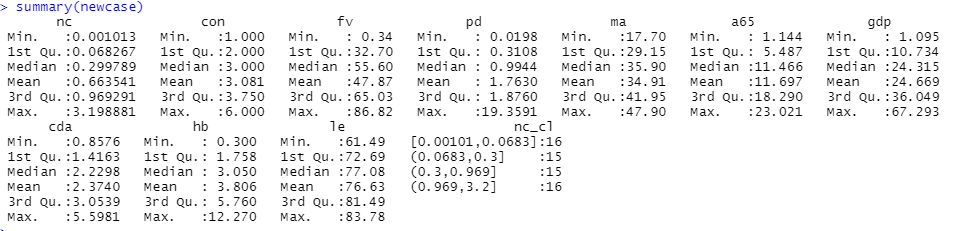 > summary(newcase)
nc con fv pd ma a65 gdp
Min. :0.001013 Min. :1.000 Min. : 0.34 Min. : 0.0198 Min. :17.70 Min. : 1.144 Min. : 1.095
1st Qu.:0.068267 1st Qu.:2.000 1st Qu.:32.70 1st Qu.: 0.3108 1st Qu.:29.15 1st Qu.: 5.487 1st Qu.:10.734
Median :0.299789 Median :3.000 Median :55.60 Median : 0.9944 Median :35.90 Median :11.466 Median :24.315
Mean :0.663541 Mean :3.081 Mean :47.87 Mean : 1.7630 Mean :34.91 Mean :11.697 Mean :24.669
3rd Qu.:0.969291 3rd Qu.:3.750 3rd Qu.:65.03 3rd Qu.: 1.8760 3rd Qu.:41.95 3rd Qu.:18.290 3rd Qu.:36.049
Max. :3.198881 Max. :6.000 Max. :86.82 Max. :19.3591 Max. :47.90 Max. :23.021 Max. :67.293
cda hb le nc_cl
Min. :0.8576 Min. : 0.300 Min. :61.49 [0.00101,0.0683]:16
1st Qu.:1.4163 1st Qu.: 1.758 1st Qu.:72.69 (0.0683,0.3] :15
Median :2.2298 Median : 3.050 Median :77.08 (0.3,0.969] :15
Mean :2.3740 Mean : 3.806 Mean :76.63 (0.969,3.2] :16
3rd Qu.:3.0539 3rd Qu.: 5.760 3rd Qu.:81.49
Max. :5.5981 Max. :12.270 Max. :83.78